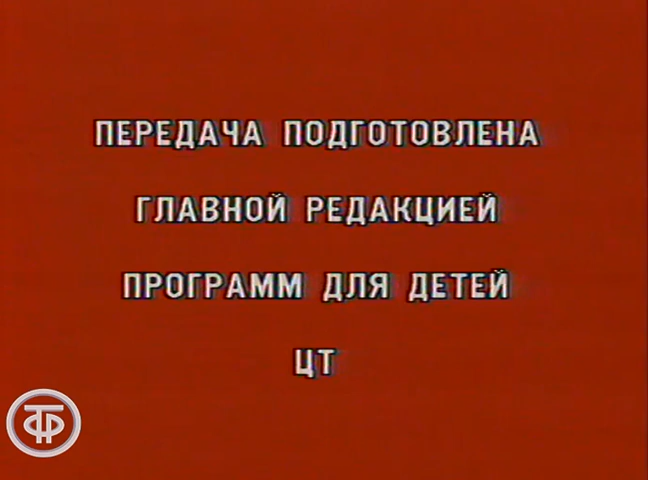 ПЕРЕДАЧА ПОДГОТОВЛЕНА
ГЛАВНОЙ РЕДАКЦИЕЙ
ПРОГРАММ ДЛЯ ДЕТЕЙ
ЦТ